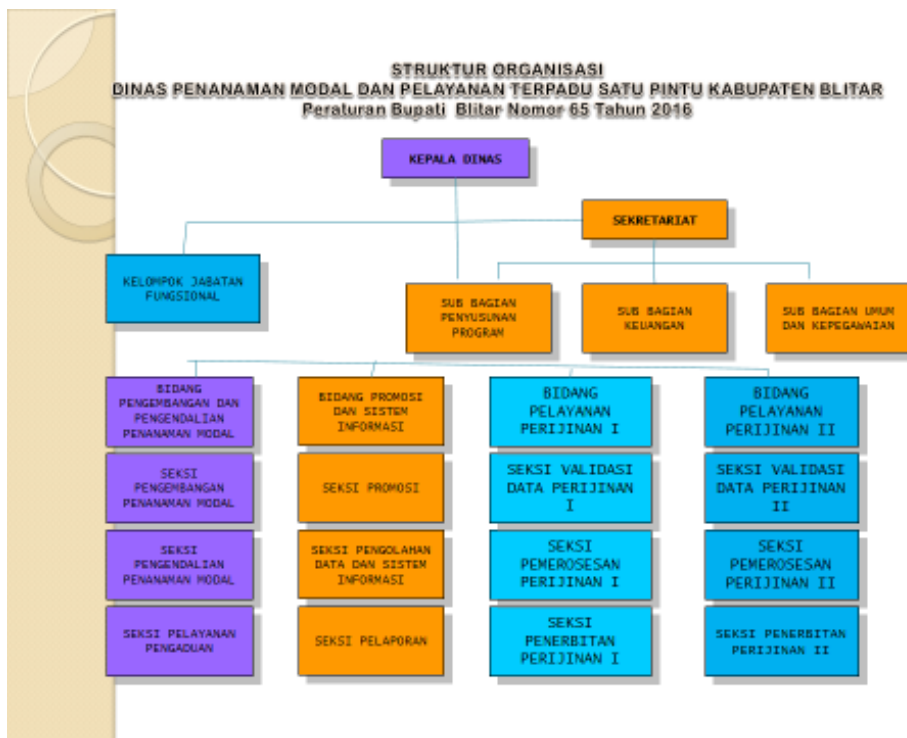 STRUKTUR ORGANISASI
DINAS PENANAMAN MODAL DAN PELAYANAN TERPADU SATU PINTU KABUPATEN BLITAR
Peraturan Bupati Blitar Nomor 65 Tahun 2016
KEPALA DINAS
SEKRETARIAT
KELOMPOK JABATAN
FUNGSIONAL
SUB BAGIAN
PENYUSUNAN
PROGRAM
SUB BAGIAN
KEUANGAN
SUB BAGIAN UMUM
DAN KEPEGAWAIAN
BIDANG
PENGEMBANGAN DAN
PENGENDALIAN
PENANAMAN MODAL
BIDANG PROMOSI
DAN SISTEM
INFORMASI
BIDANG
PELAYANAN
PERIJINAN I
BIDANG
PELAYANAN
PERIJINAN II
SEKSI
PENGEMBANGAN
PENANAMAN MODAL
SEKSI PROMOSI
SEKSI VALIDASI
DATA PERIJINAN
I
SEKSI VALIDASI
DATA PERIJINAN
II
SEKSI
PENGENDALIAN
PENANAMAN MODAL
SEKSI PENGOLAHAN
DATA DAN SISTEM
INFORMASI
SEKSI
PEMEROSESAN
PERIJINAN I
SEKSI
PEMEROSESAN
PERIJINAN II
SEKSI PELAYANAN
PENGADUAN
SEKSI PELAPORAN
SEKSI
PENERBITAN
PERIJINAN I
SEKSI PENERBITAN
PERIJINAN II